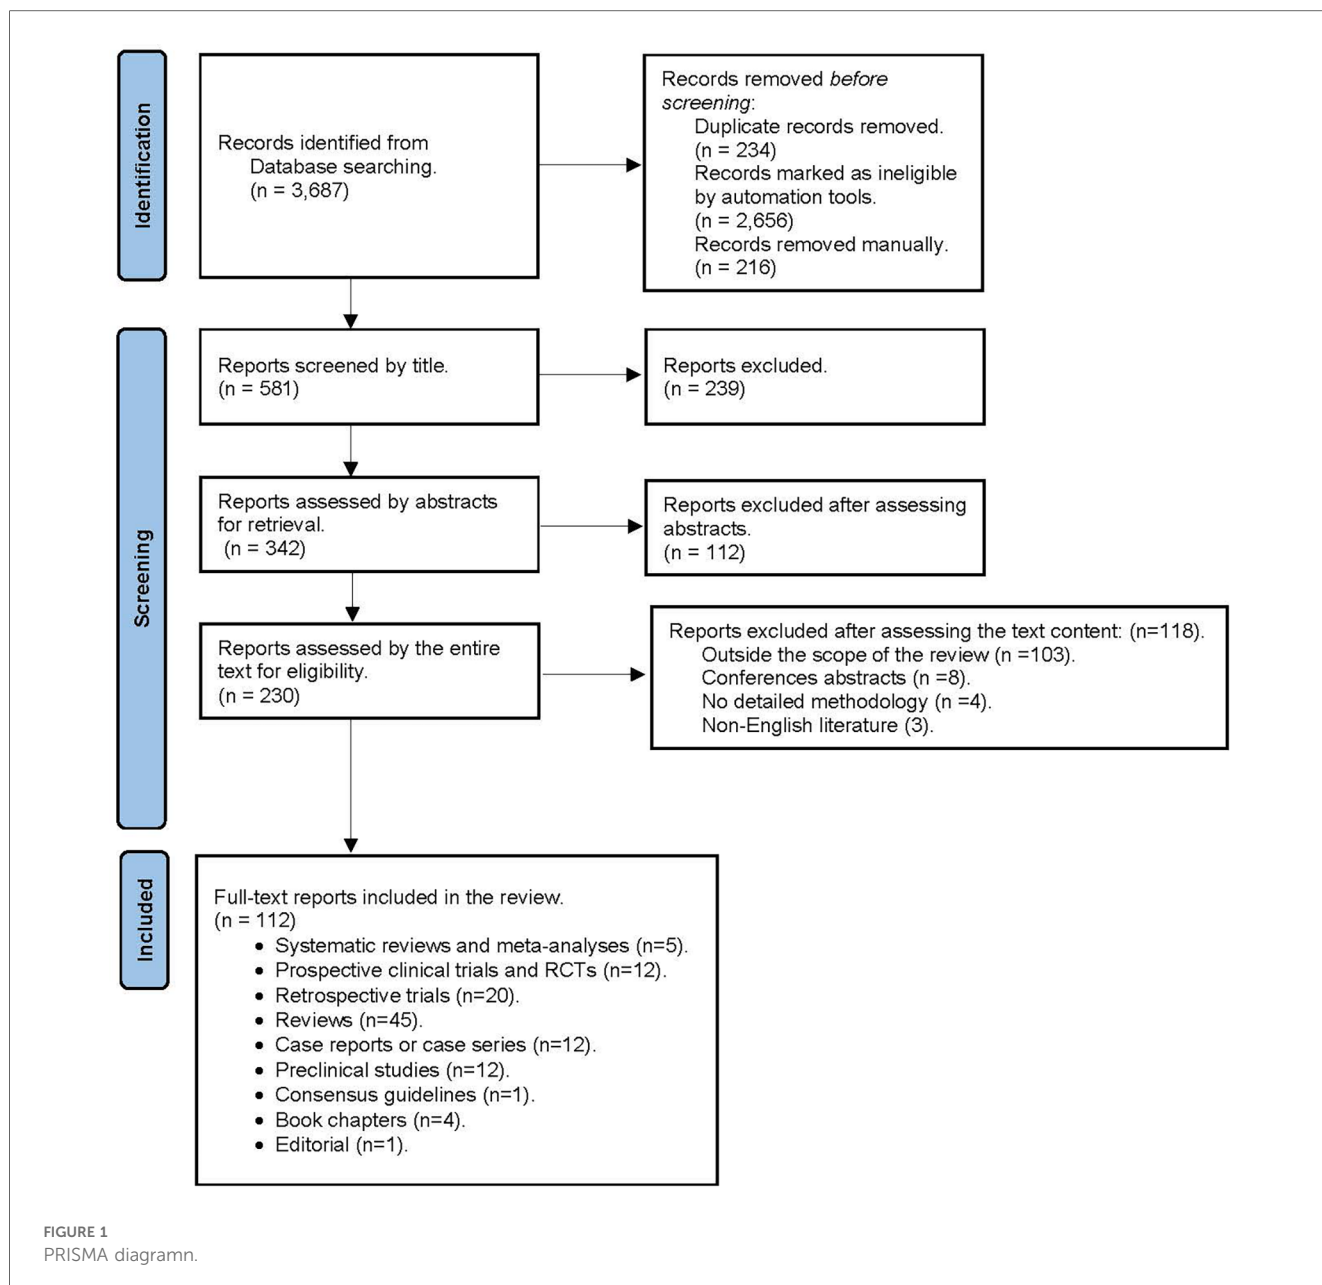 Identification
Records identified from
Database searching.
(n = 3,687)
Records removed before
screening:
Duplicate records removed.
(n = 234)
Records marked as ineligible
by automation tools.
(n = 2,656)
Records removed manually.
(n = 216)
Screening
Reports screened by title.
(n = 581)
Reports excluded.
(n = 239)
Reports assessed by abstracts
for retrieval.
(n = 342)
Reports excluded after assessing
abstracts.
(n = 112)
Reports assessed by the entire
text for eligibility.
(n = 230)
Reports excluded after assessing the text content: (n=118).
Outside the scope of the review (n =103).
Conferences abstracts (n =8).
No detailed methodology (n =4).
Non-English literature (3).
Included
Full-text reports included in the review.
(n = 112)
• Systematic reviews and meta-analyses (n=5).
• Prospective clinical trials and RCTs (n=12).
• Retrospective trials (n=20).
• Reviews (n=45).
• Case reports or case series (n=12).
• Preclinical studies (n=12).
• Consensus guidelines (n=1).
• Book chapters (n=4).
• Editorial (n=1).
FIGURE 1
PRISMA diagramn.